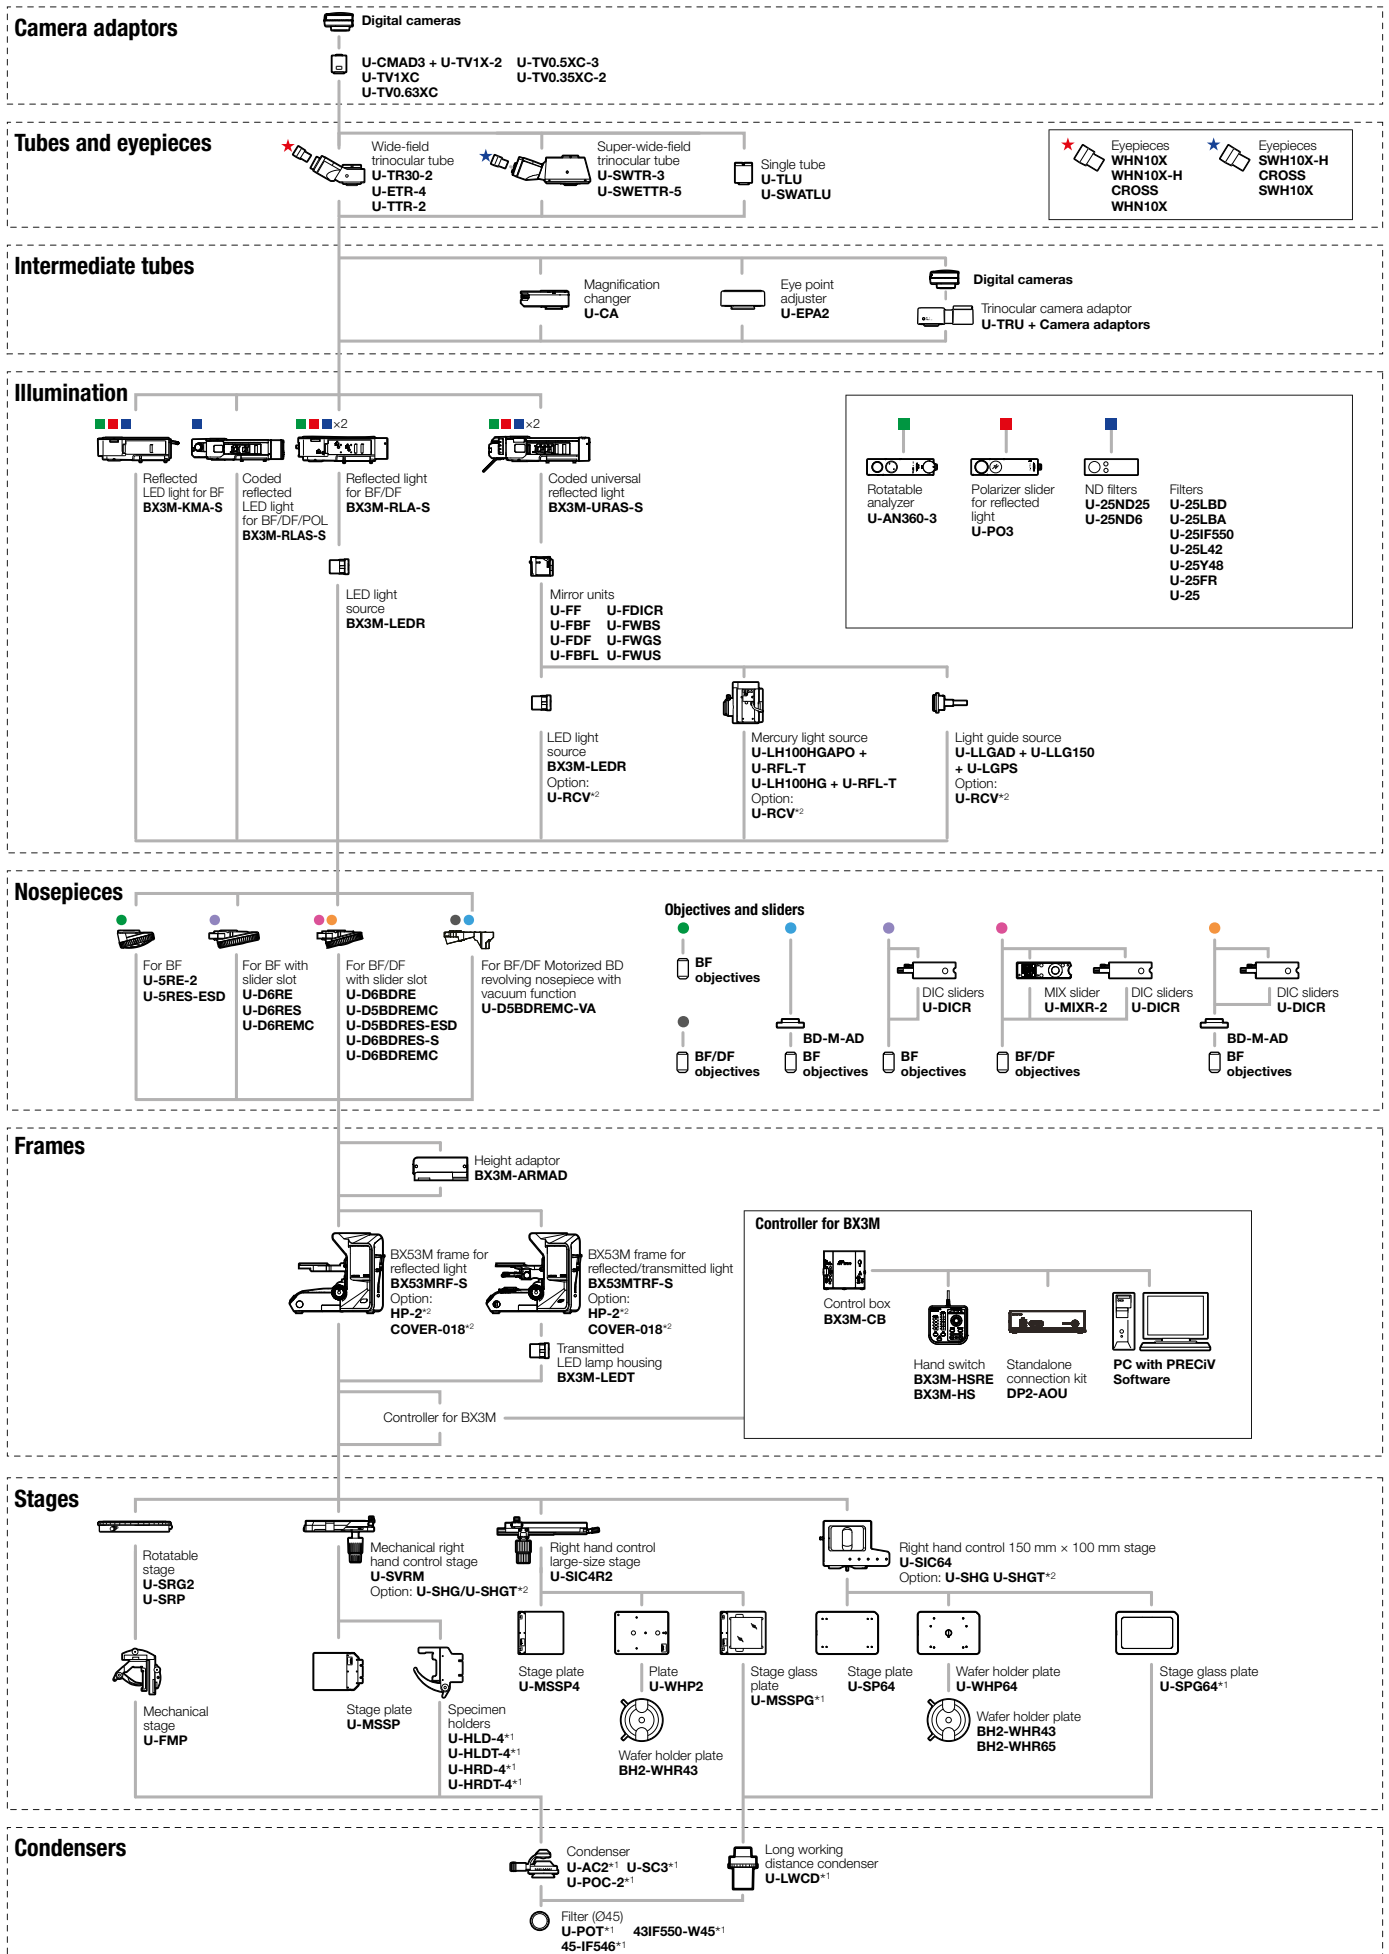 Camera adaptors
Digital cameras
U-CMAD3 + U-TV1X-2 U-TV0.5XC-3
U-TV1XC U-TV0.35XC-2
U-TV0.63XC
Tubes and eyepieces
Wide-field
trinocular tube
U-TR30-2
U-ETR-4
U-TTR-2
Super-wide-field
trinocular tube
U-SWTR-3
U-SWETTR-5
Single tube
U-TLU
U-SWATLU
Eyepieces
WHN10X
WHN10X-H
CROSS
WHN10X
Eyepieces
SWH10X-H
CROSS
SWH10X
Intermediate tubes
Magnification
changer
U-CA
Eye point
adjuster
U-EPA2
Digital cameras
Trinocular camera adaptor
U-TRU + Camera adaptors
Illumination
×2
×2
Reflected
LED light for BF
BX3M-KMA-S
Coded
reflected
LED light
for BF/DF/POL
BX3M-RLAS-S
Reflected light
for BF/DF
BX3M-RLA-S
LED light
source
BX3M-LEDR
Coded universal
reflected light
BX3M-URAS-S
Mirror units
U-FF U-FDICR
U-FBF U-FWBS
U-FDF U-FWGS
U-FBFL U-FWUS
Rotatable
analyzer
U-AN360-3
Polarizer slider
for reflected
light
U-PO3
ND filters
U-25ND25
U-25ND6
Filters
U-25LBD
U-25LBA
U-25IF550
U-25L42
U-25Y48
U-25FR
U-25
LED light
source
BX3M-LEDR
Option:
U-RCV*2
Mercury light source
U-LH100HGAPO +
U-RFL-T
U-LH100HG + U-RFL-T
Option:
U-RCV*2
Light guide source
U-LLGAD + U-LLG150
+ U-LGPS
Option:
U-RCV*2
Nosepieces
For BF
U-5RE-2
U-5RES-ESD
For BF with
slider slot
U-D6RE
U-D6RES
U-D6REMC
For BF/DF
with slider slot
U-D6BDRE
U-D5BDREMC
U-D5BDRES-ESD
U-D6BDRES-S
U-D6BDREMC
For BF/DF Motorized BD
revolving nosepiece with
vacuum function
U-D5BDREMC-VA
Objectives and sliders
BF
objectives
BF/DF
objectives
BD-M-AD
BF
objectives
DIC sliders
U-DICR
BF
objectives
MIX slider
U-MIXR-2
DIC sliders
U-DICR
BF/DF
objectives
DIC sliders
U-DICR
BD-M-AD
BF
objectives
Frames
Height adaptor
BX3M-ARMAD
BX53M frame for
reflected light
BX53MRF-S
Option:
HP-2*2
COVER-018*2
BX53M frame for
reflected/transmitted light
BX53MTRF-S
Option:
HP-2*2
COVER-018*2
Transmitted
LED lamp housing
BX3M-LEDT
Controller for BX3M
Controller for BX3M
Control box
BX3M-CB
Hand switch
BX3M-HSRE
BX3M-HS
Standalone
connection kit
DP2-AOU
PC with PRECiV
Software
Stages
Rotatable
stage
U-SRG2
U-SRP
Mechanical
stage
U-FMP
Mechanical right
hand control stage
U-SVRM
Option: U-SHG/U-SHGT*2
Stage plate
U-MSSP
Specimen
holders
U-HLD-4*1
U-HLDT-4*1
U-HRD-4*1
U-HRDT-4*1
Right hand control
large-size stage
U-SIC4R2
Stage plate
U-MSSP4
Plate
U-WHP2
Wafer holder plate
BH2-WHR43
Stage glass
plate
U-MSSPG*1
Right hand control 150 mm × 100 mm stage
U-SIC64
Option: U-SHG U-SHGT*2
Stage plate
U-SP64
Wafer holder plate
U-WHP64
Wafer holder plate
BH2-WHR43
BH2-WHR65
Stage glass plate
U-SPG64*1
Condensers
Condenser
U-AC2*1 U-SC3*1
U-POC-2*1
Long working
distance condenser
U-LWCD*1
Filter (Ø45)
U-POT*1 43IF550-W45*1
45-IF546*1